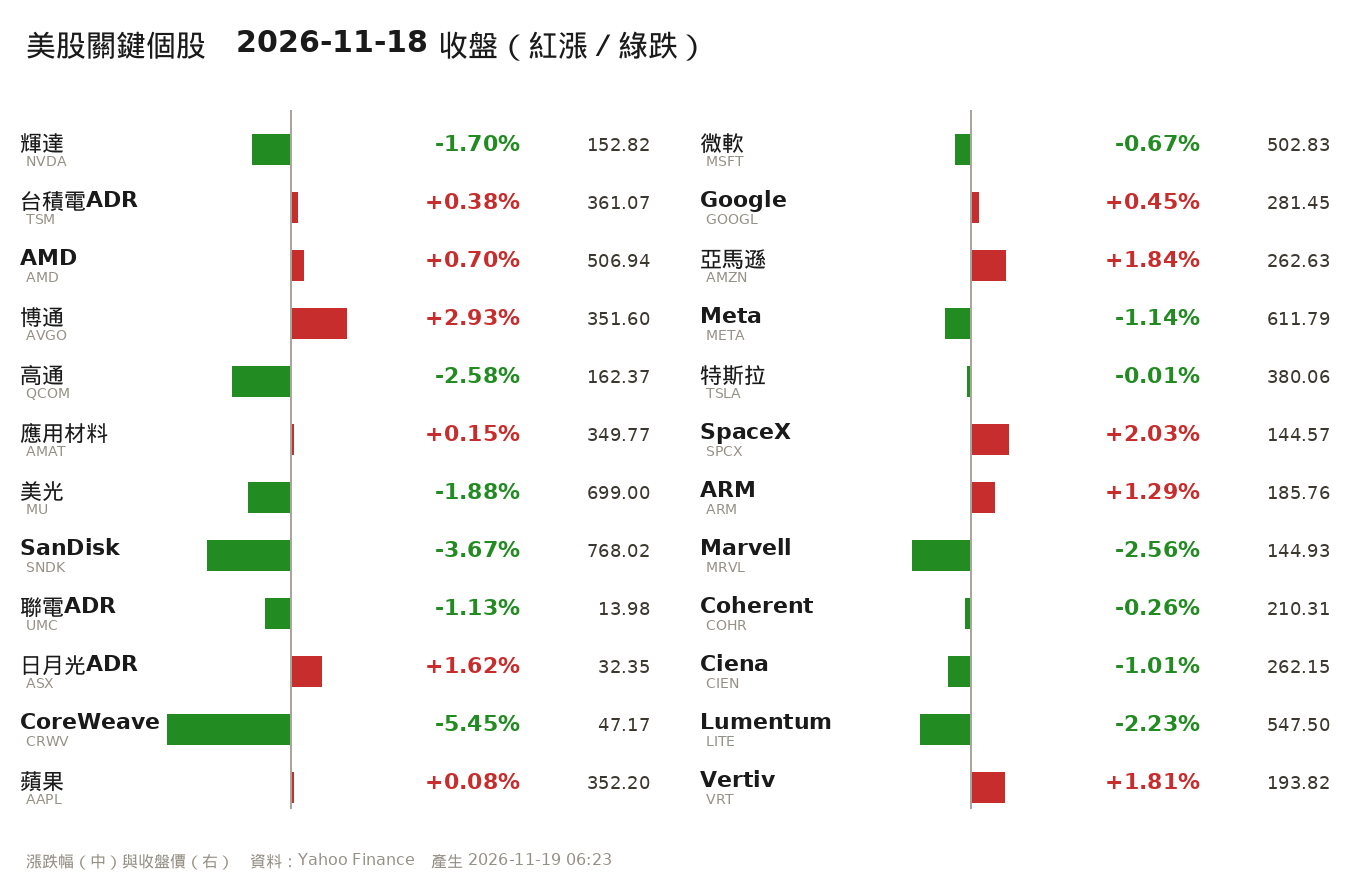 美股關鍵個股 2026-11-18 收盤（紅漲 / 綠跌）
輝達 -1.70% 152.82
NVDA
台積電ADR +0.38% 361.07
TSM
AMD +0.70% 506.94
AMD
博通 +2.93% 351.60
AVGO
高通 -2.58% 162.37
QCOM
應用材料 +0.15% 349.77
AMAT
美光 -1.88% 699.00
MU
SanDisk -3.67% 768.02
SNDK
聯電ADR -1.13% 13.98
UMC
日月光ADR +1.62% 32.35
ASX
CoreWeave -5.45% 47.17
CRWV
蘋果 +0.08% 352.20
AAPL
微軟 -0.67% 502.83
MSFT
Google +0.45% 281.45
GOOGL
亞馬遜 +1.84% 262.63
AMZN
Meta -1.14% 611.79
META
特斯拉 -0.01% 380.06
TSLA
SpaceX +2.03% 144.57
SPCX
ARM +1.29% 185.76
ARM
Marvell -2.56% 144.93
MRVL
Coherent -0.26% 210.31
COHR
Ciena -1.01% 262.15
CIEN
Lumentum -2.23% 547.50
LITE
Vertiv +1.81% 193.82
VRT
漲跌幅（中）與收盤價（右） 資料：Yahoo Finance 產生 2026-11-19 06:23